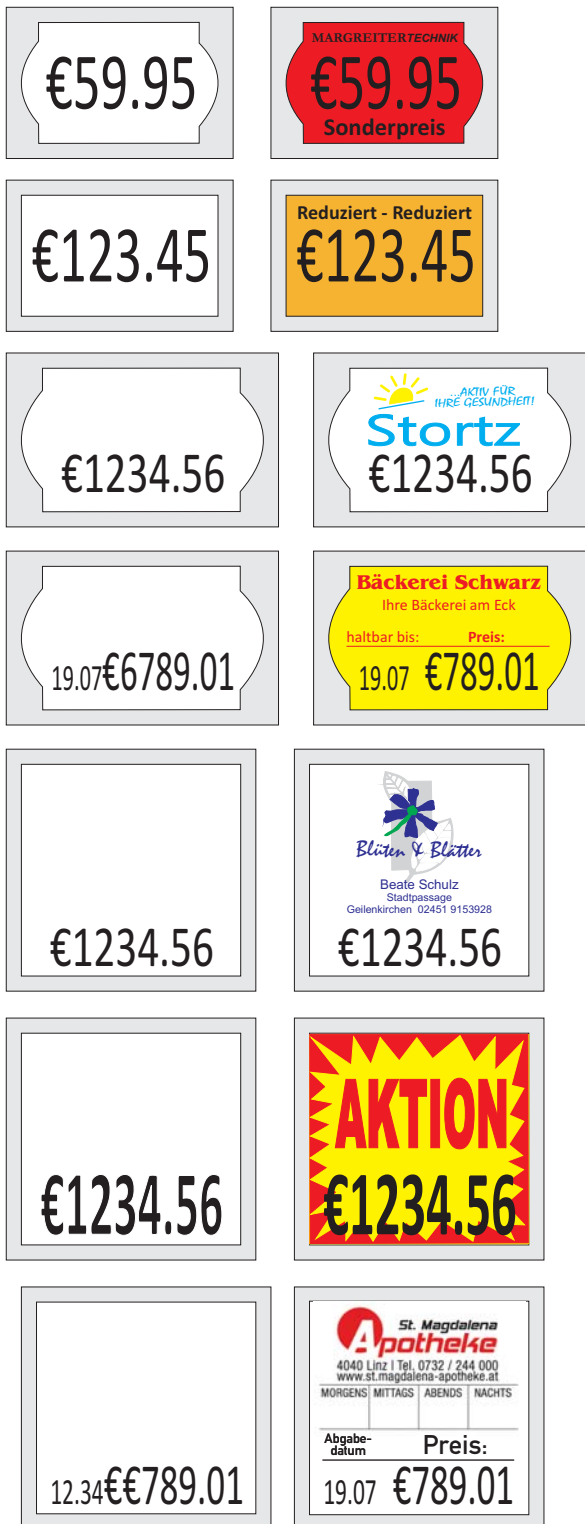 €59.95
MARGREITERTECHNIK
€59.95
Sonderpreis
€123.45
Reduziert - Reduziert
€123.45
€1234.56
...AKTIV FÜR
IHRE GESUNDHEIT!
Stortz
€1234.56
19.07€6789.01
Bäckerei Schwarz
Ihre Bäckerei am Eck
haltbar bis: Preis:
19.07 €789.01
€1234.56
Blüten & Blätter
Beate Schulz
Stadtpassage
Geilenkirchen 02451 9153928
€1234.56
€1234.56
AKTION
€1234.56
12.34€€789.01
St. Magdalena
Apotheke
4040 Linz I Tel. 0732 / 244 000
www.st.magdalena-apotheke.at
MORGENS MITTAGS ABENDS NACHTS
Abgabe-
datum Preis:
19.07 €789.01